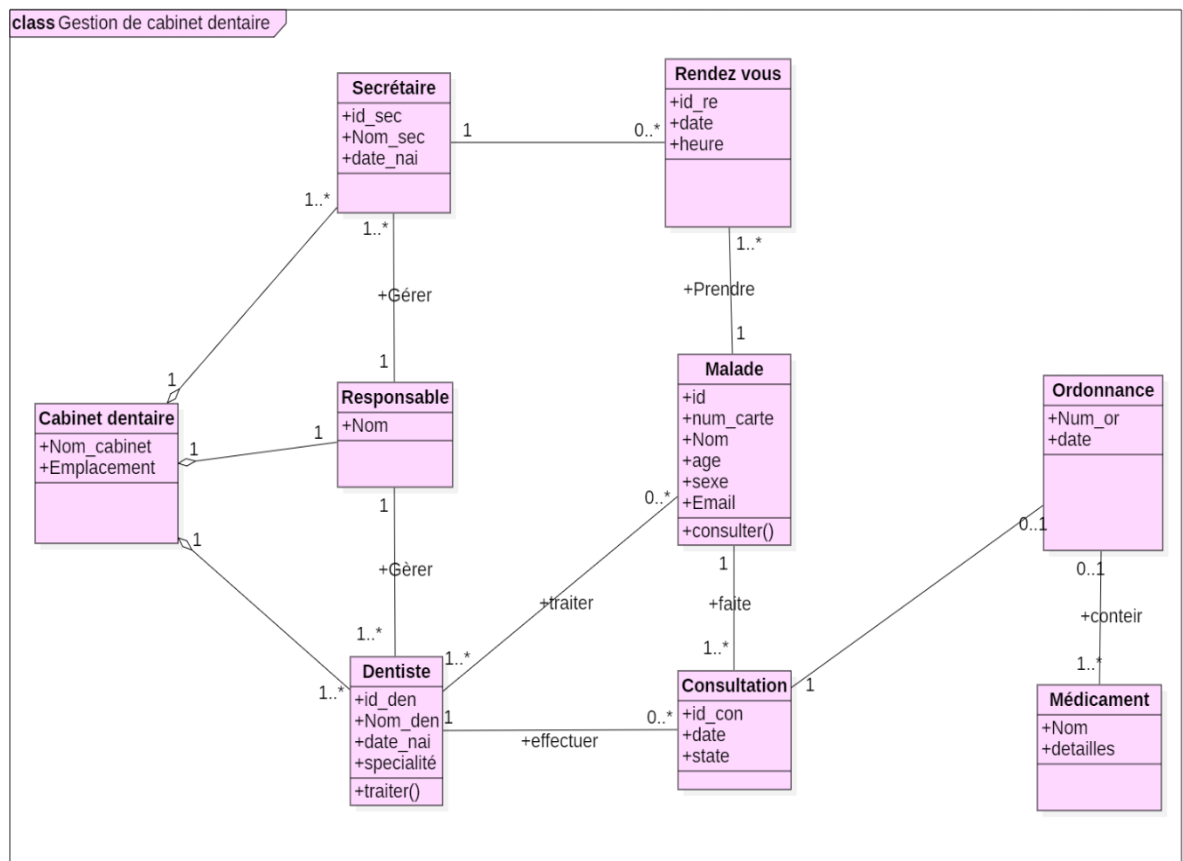 class Gestion de cabinet dentaire
Secrétaire
+id_sec
+Nom_sec
+date_nai
Rendez vous
+id_re
+date
+heure
1
0..*
1..*
1..*
1..*
+Gérer
+Prendre
1
1
1
Cabinet dentaire
+Nom_cabinet
+Emplacement
Responsable
+Nom
1
1
Malade
+id
+num_carte
+Nom
+age
+sexe
+Email
+consulter()
Ordonnance
+Num_or
+date
1
0..*
1
0..1
+Gèrer
+traiter
1
+faite
0..1
+conteir
1..*
1..*
1..*
1..*
1..*
Dentiste
+id_den
+Nom_den
+date_nai
+specialité
+traiter()
1
0..*
+effectuer
Consultation
+id_con
+date
+state
1
Médicament
+Nom
+detailles